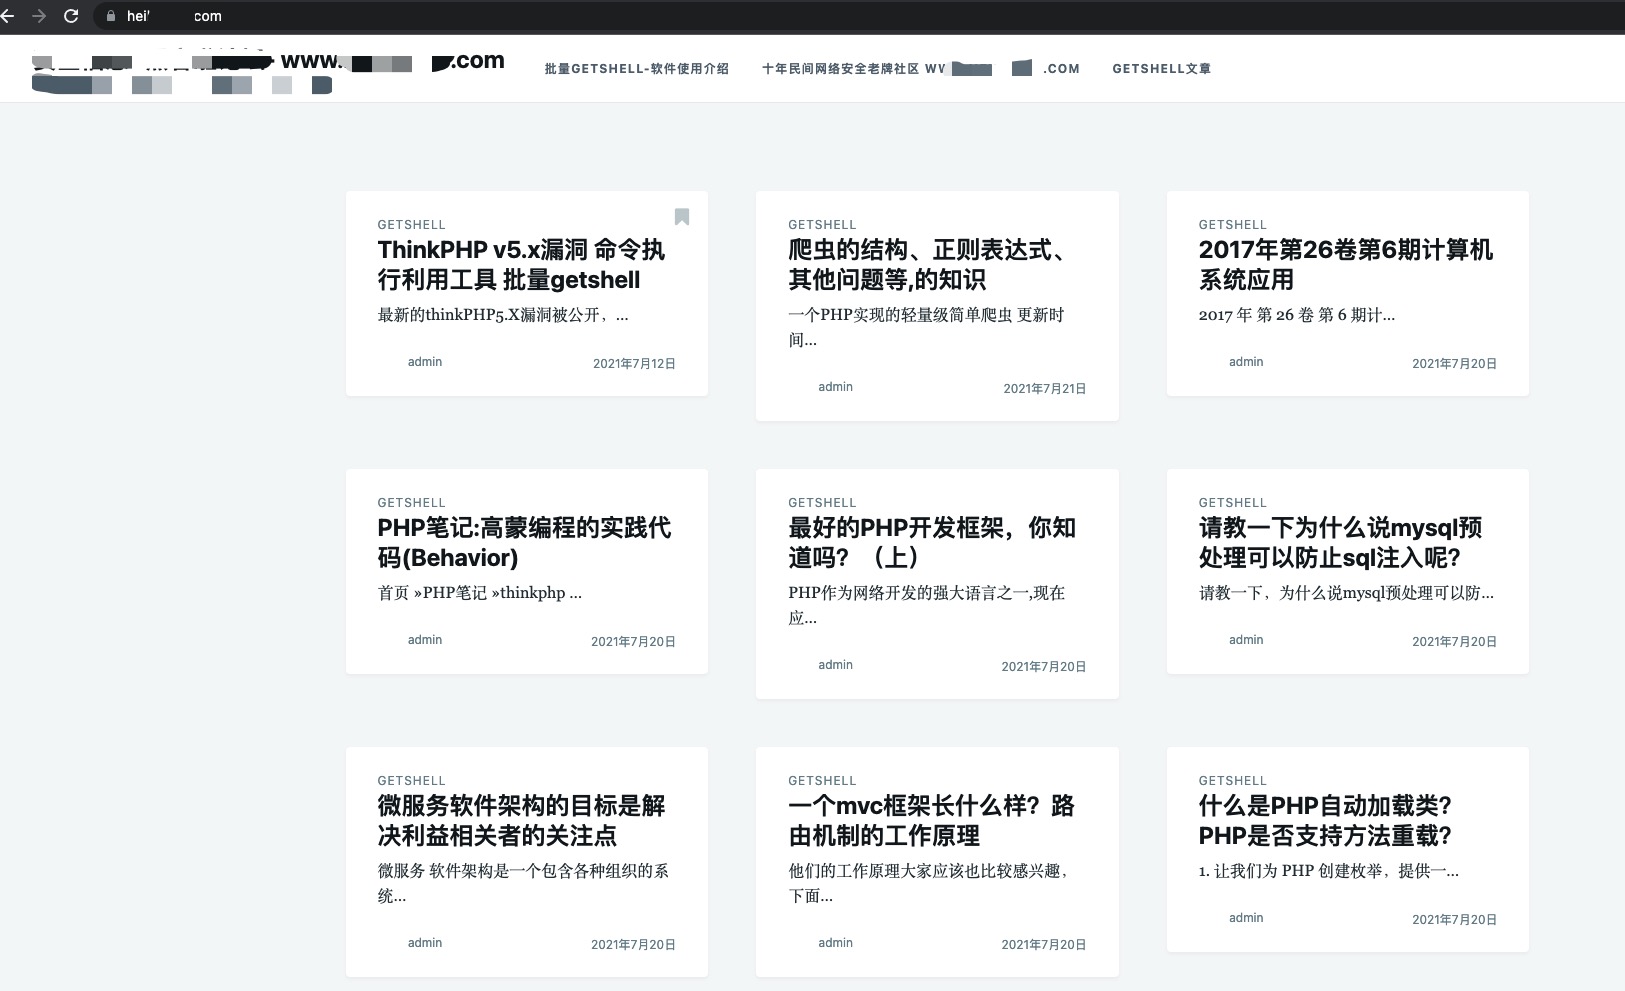 hei'
com
www.
.com
批量GETSHELL-软件使用介绍
十年民间网络安全老牌社区
.COM
GETSHELL文章
GETSHELL
ThinkPHP v5.x漏洞 命令执
行利用工具 批量getshell
最新的thinkPHP5.X漏洞被公开，...
admin
2021年7月12日
GETSHELL
爬虫的结构、正则表达式、
其他问题等,的知识
一个PHP实现的轻量级简单爬虫 更新时
间...
admin
2021年7月21日
GETSHELL
2017年第26卷第6期计算机
系统应用
2017 年 第 26 卷 第 6 期计...
admin
2021年7月20日
GETSHELL
PHP笔记:高蒙编程的实践代
码(Behavior)
首页 »PHP笔记 »thinkphp ...
admin
2021年7月20日
GETSHELL
最好的PHP开发框架，你知
道吗？（上）
PHP作为网络开发的强大语言之一,现在
应...
admin
2021年7月20日
GETSHELL
请教一下为什么说mysql预
处理可以防止sql注入呢?
请教一下，为什么说mysql预处理可以防...
admin
2021年7月20日
GETSHELL
微服务软件架构的目标是解
决利益相关者的关注点
微服务 软件架构是一个包含各种组织的系
统...
admin
2021年7月20日
GETSHELL
一个mvc框架长什么样？路
由机制的工作原理
他们的工作原理大家应该也比较感兴趣，
下面...
admin
2021年7月20日
GETSHELL
什么是PHP自动加载类?
PHP是否支持方法重载?
1. 让我们为 PHP 创建枚举，提供一...
admin
2021年7月20日